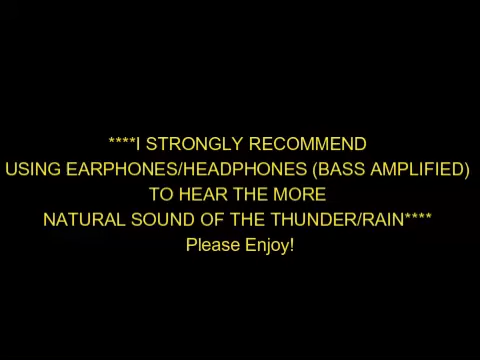 ****I STRONGLY RECOMMEND
USING EARPHONES/HEADPHONES (BASS AMPLIFIED)
TO HEAR THE MORE
NATURAL SOUND OF THE THUNDER/RAIN****
Please Enjoy!